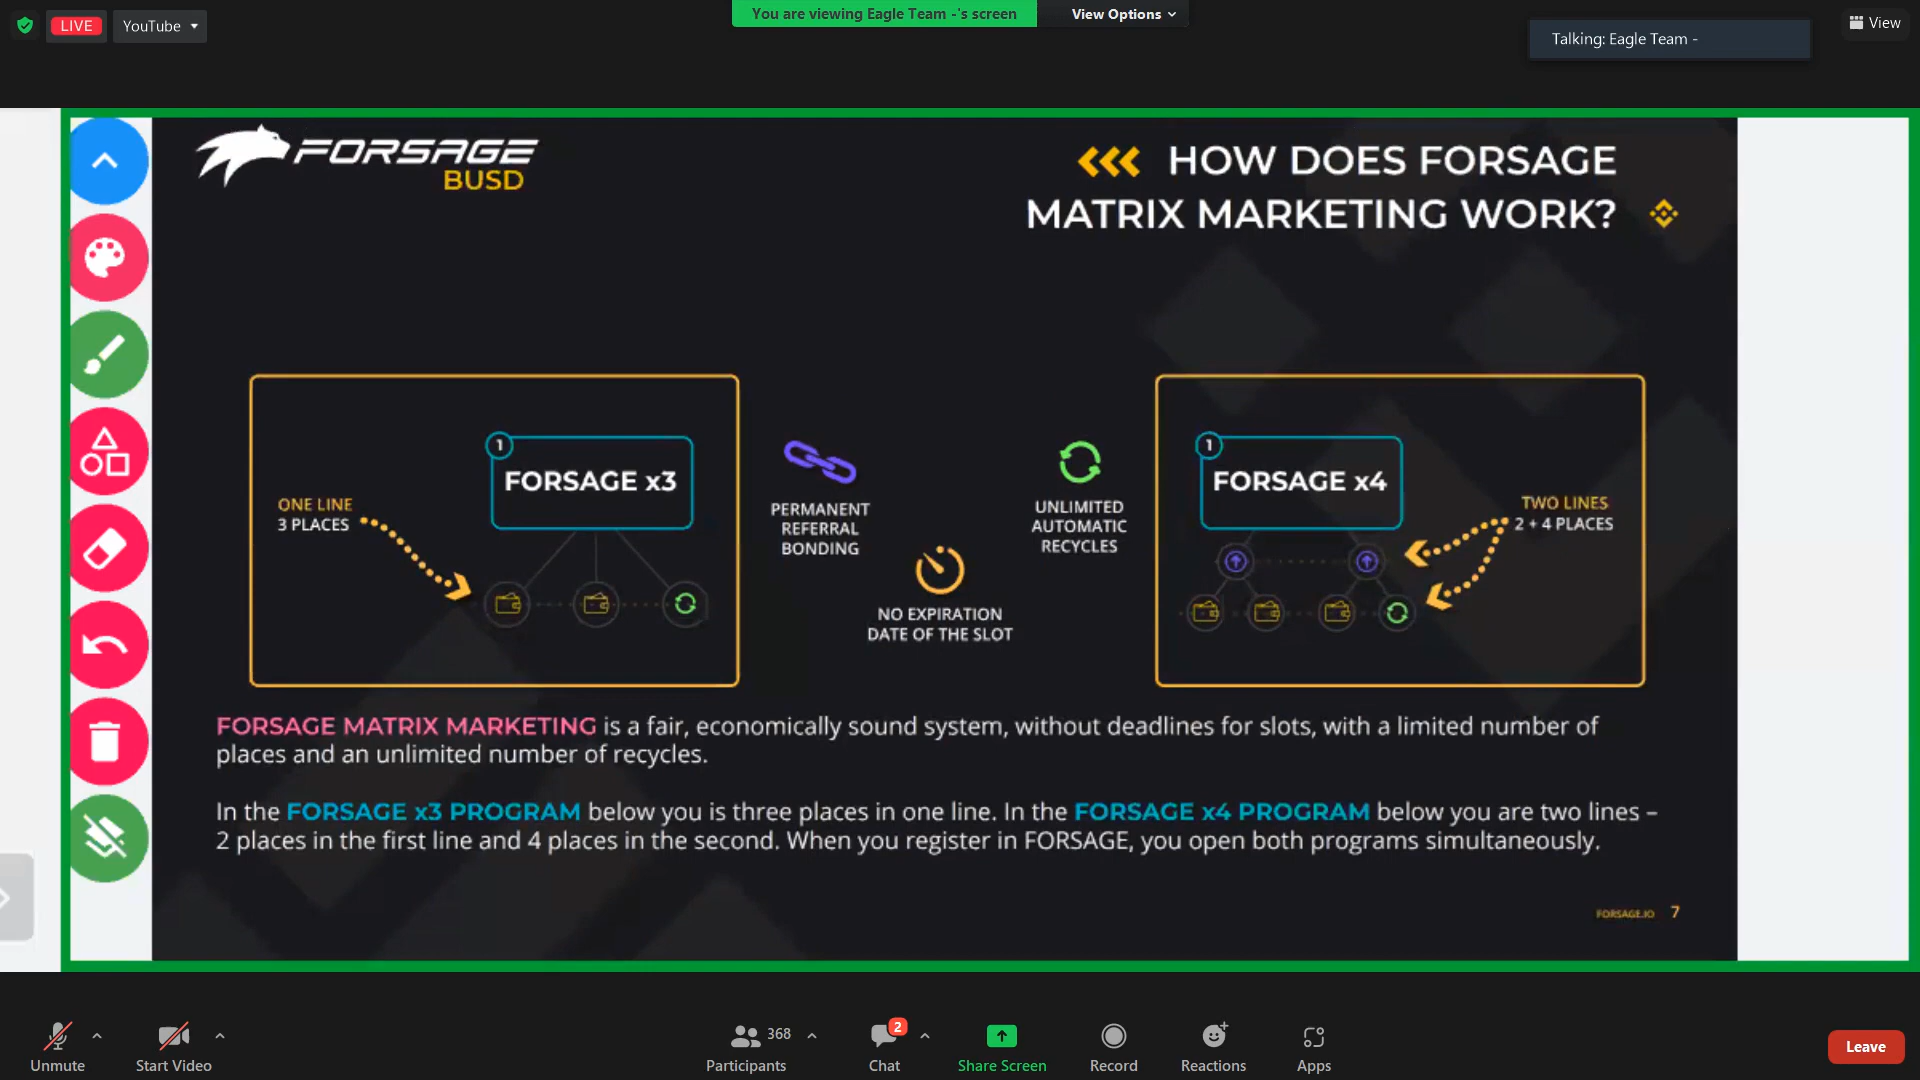 LIVE
YouTube
You are viewing Eagle Team -'s screen
View Options
Talking: Eagle Team -
View
FORSAGE
BUSD
HOW DOES FORSAGE
MATRIX MARKETING WORK?
1
FORSAGE x3
ONE LINE
3 PLACES
PERMANENT
REFERRAL
BONDING
NO EXPIRATION
DATE OF THE SLOT
UNLIMITED
AUTOMATIC
RECYCLES
1
FORSAGE x4
TWO LINES
2 + 4 PLACES
FORSAGE MATRIX MARKETING is a fair, economically sound system, without deadlines for slots, with a limited number of
places and an unlimited number of recycles.
In the FORSAGE x3 PROGRAM below you is three places in one line. In the FORSAGE x4 PROGRAM below you are two lines –
2 places in the first line and 4 places in the second. When you register in FORSAGE, you open both programs simultaneously.
FORSAGE.IO 7
Unmute
Start Video
368
Participants
2
Chat
Share Screen
Record
Reactions
Apps
Leave